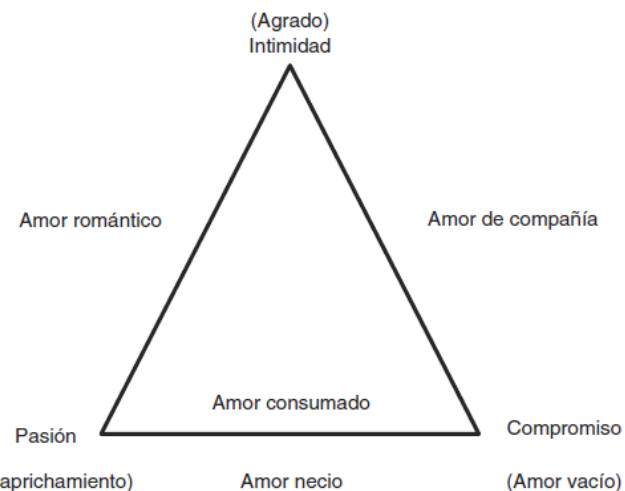 (Agrado)
Intimidad
Amor romántico
Amor de compañía
Amor consumado
Pasión
Compromiso
aprichamiento)
Amor necio
(Amor vacío)